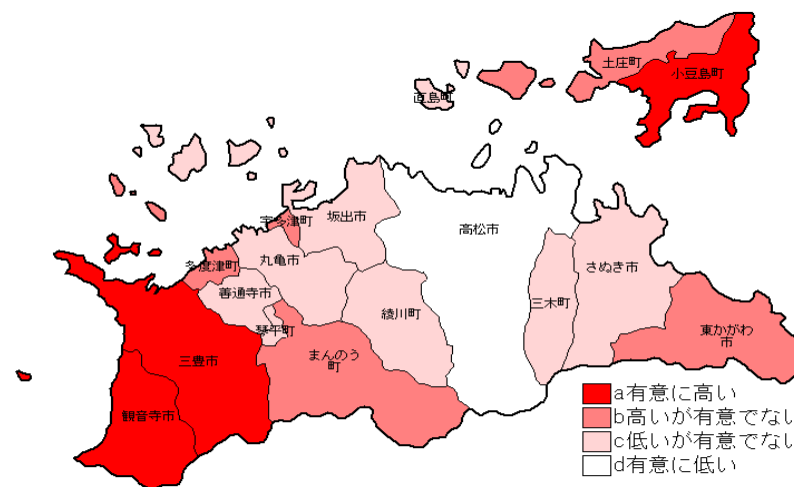 土庄町
小豆島町
直島町
坂出市
宇多津町
高松市
丸亀市
多度津町
さぬき市
善通寺市
三木町
綾川町
琴平町
東かがわ
市
まんのう
町
三豊市
観音寺市
a有意に高い
b高いが有意でない
c低いが有意でない
d有意に低い